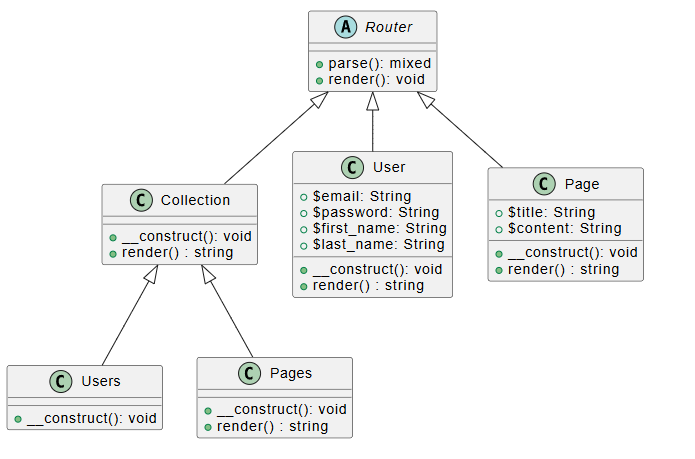 A Router
parse(): mixed
render(): void
C Collection
__construct(): void
render() : string
C User
$email: String
$password: String
$first_name: String
$last_name: String
__construct(): void
render() : string
C Page
$title: String
$content: String
__construct(): void
render() : string
C Users
__construct(): void
C Pages
__construct(): void
render() : string